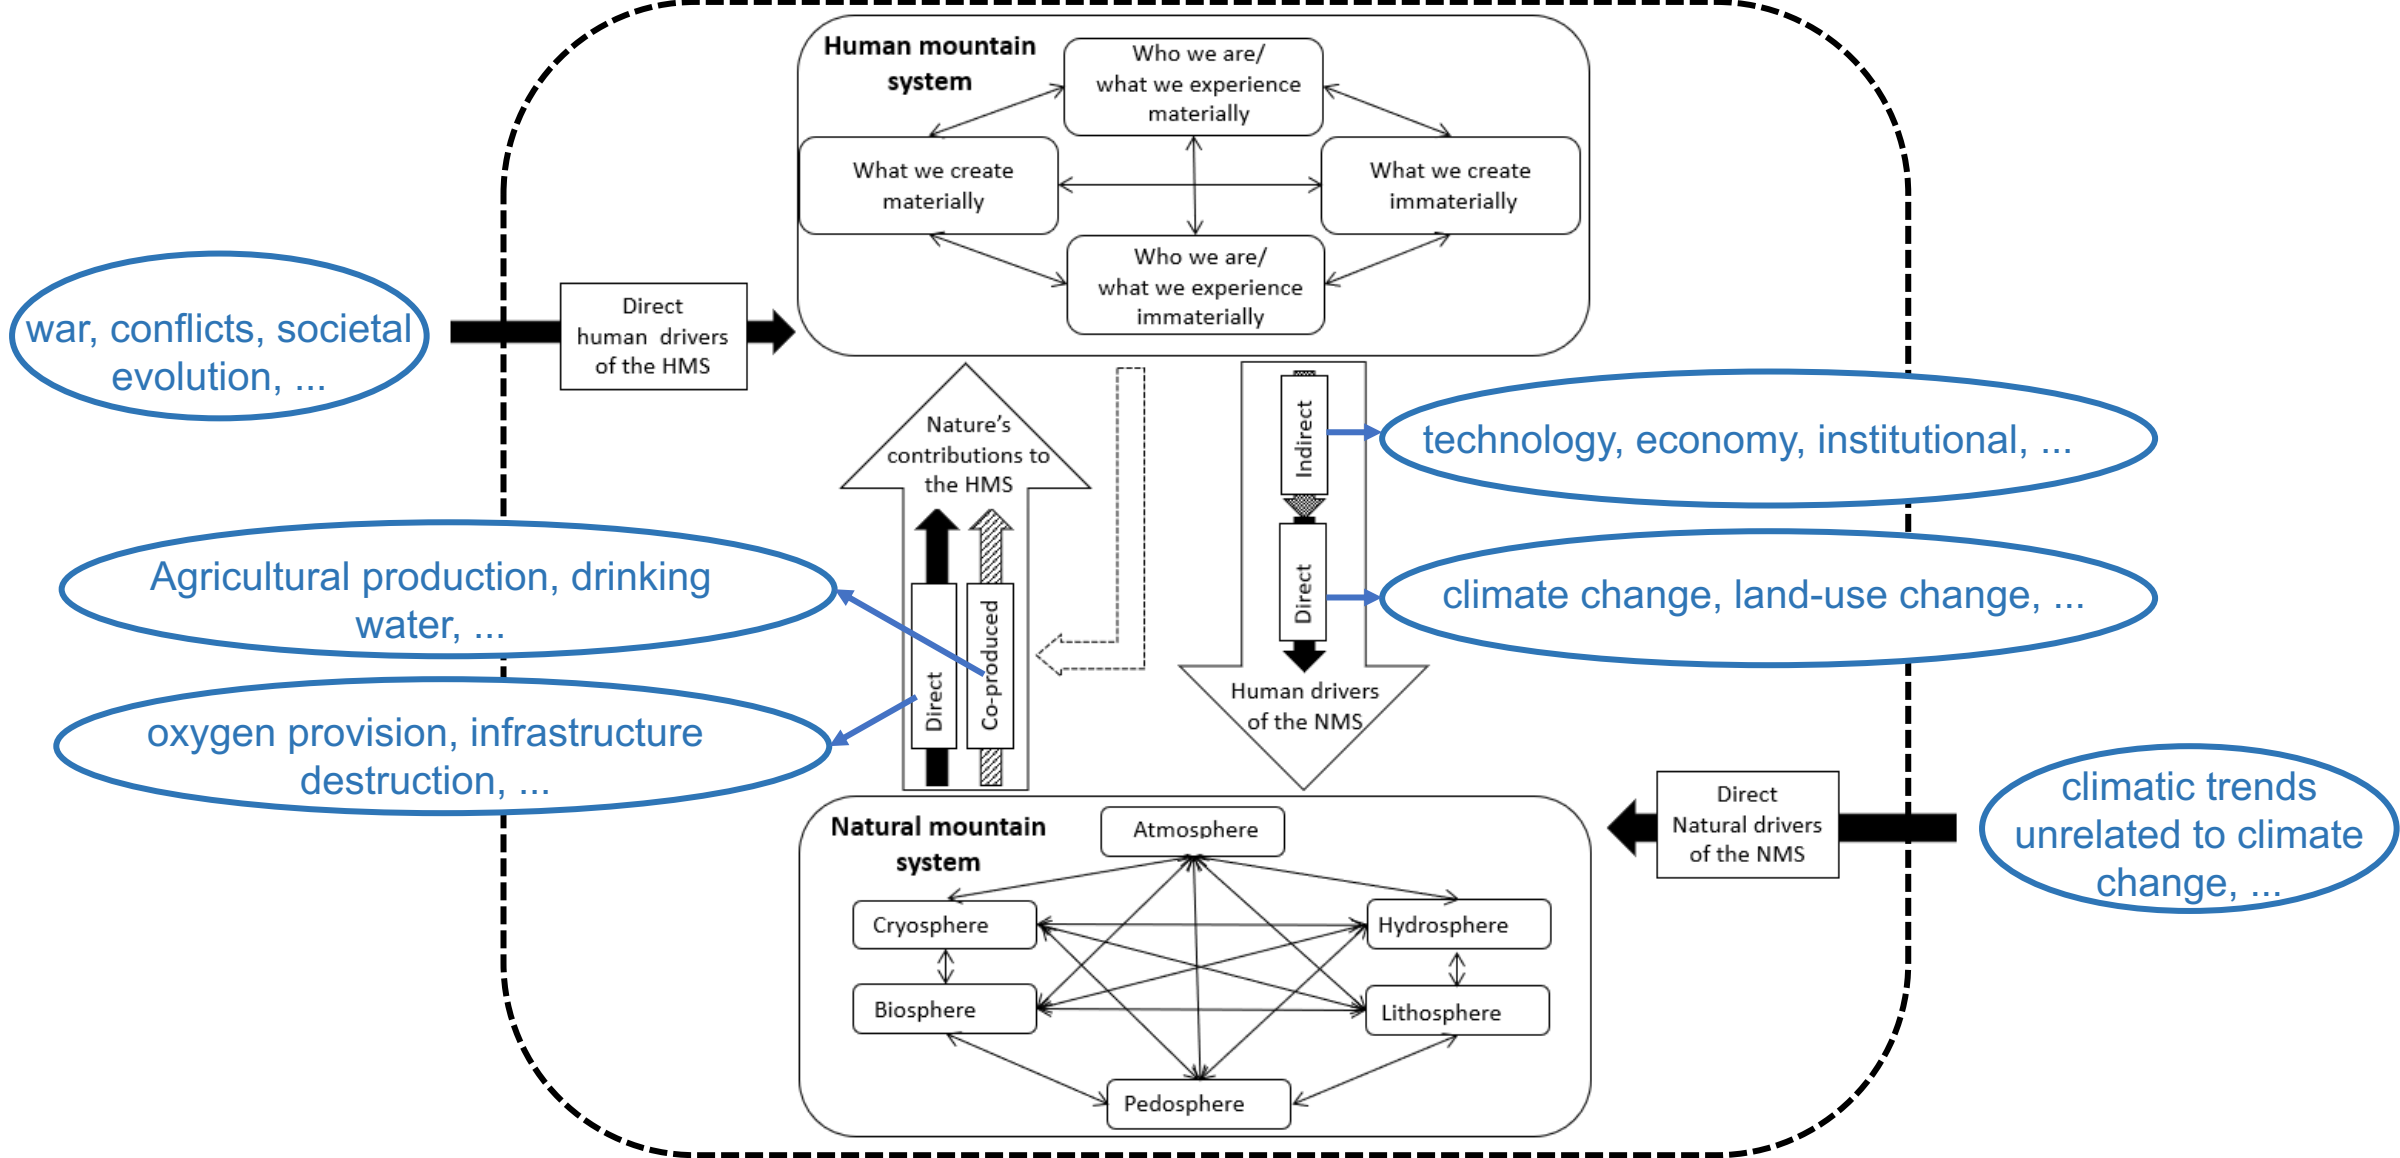 Human mountain
system
Who we are/
what we experience
materially
What we create
materially
What we create
immaterially
Who we are/
what we experience
immaterially
war, conflicts, societal
evolution, ...
Direct
human drivers
of the HMS
Nature's
contributions to
the HMS
Indirect
technology, economy, institutional, ...
Agricultural production, drinking
water, ...
Direct
climate change, land-use change, ...
Direct
Co-produced
oxygen provision, infrastructure
destruction, ...
Human drivers
of the NMS
Direct
Natural drivers
of the NMS
climatic trends
unrelated to climate
change, ...
Natural mountain
system
Atmosphere
Cryosphere
Hydrosphere
Biosphere
Lithosphere
Pedosphere